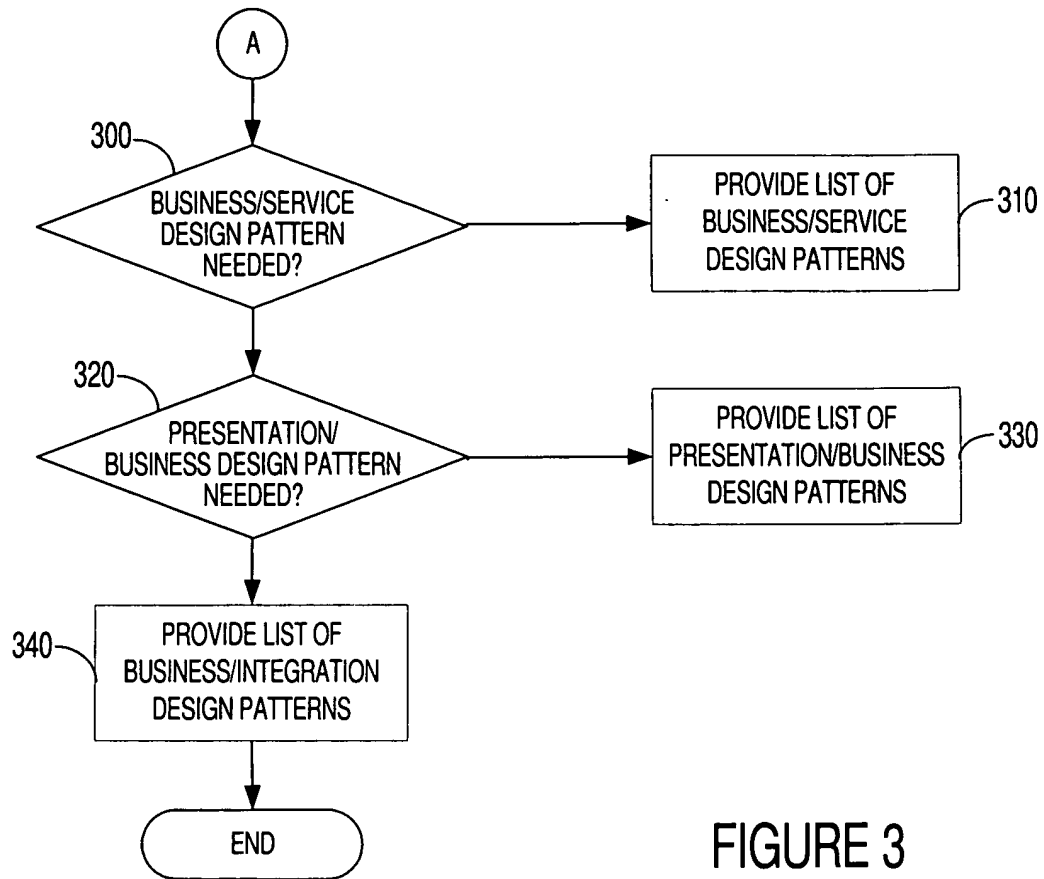 A
300
BUSINESS/SERVICE
DESIGN PATTERN
NEEDED?
PROVIDE LIST OF
BUSINESS/SERVICE
DESIGN PATTERNS
310
320
PRESENTATION/
BUSINESS DESIGN PATTERN
NEEDED?
PROVIDE LIST OF
PRESENTATION/BUSINESS
DESIGN PATTERNS
330
340
PROVIDE LIST OF
BUSINESS/INTEGRATION
DESIGN PATTERNS
END
FIGURE 3